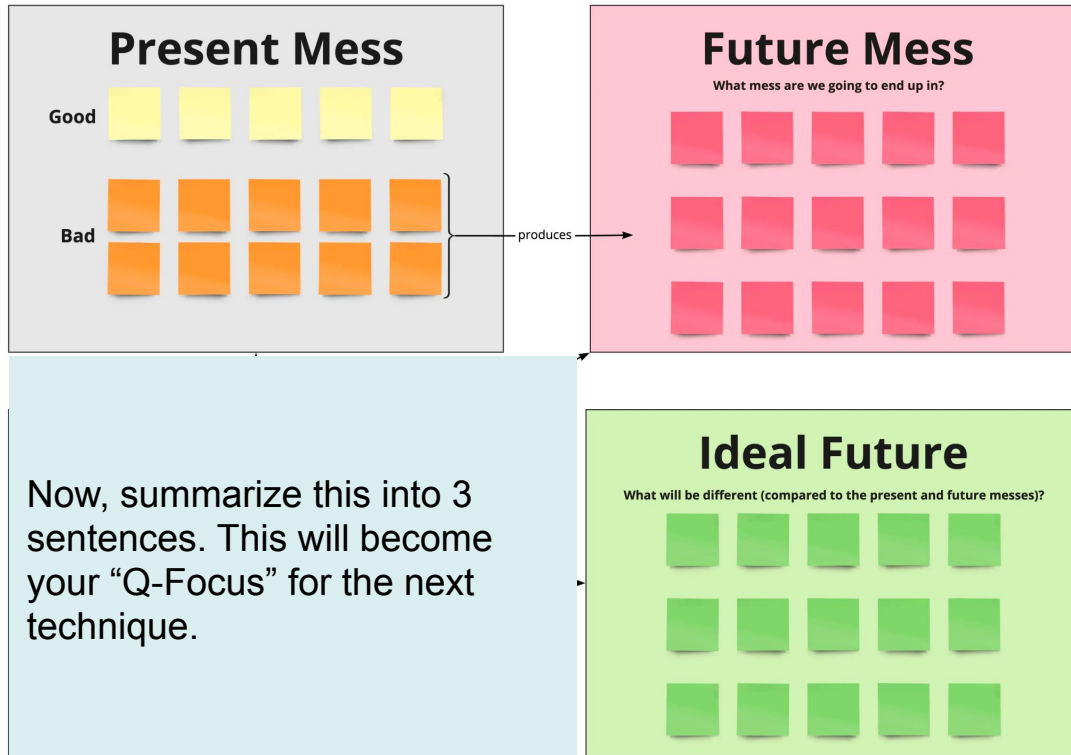 Present Mess
Good
Bad
produces
Future Mess
What mess are we going to end up in?
Now, summarize this into 3
sentences. This will become
your “Q-Focus” for the next
technique.
Ideal Future
What will be different (compared to the present and future messes)?